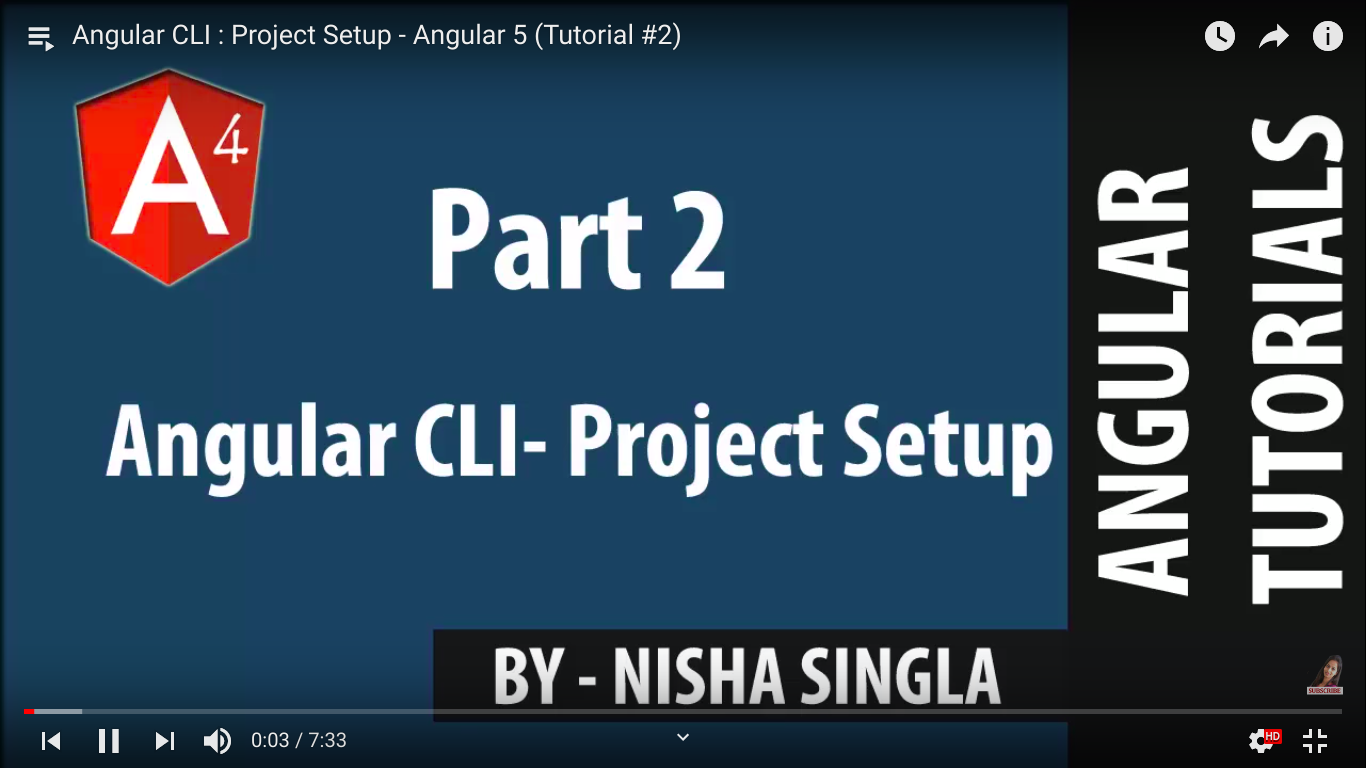 Angular CLI : Project Setup - Angular 5 (Tutorial #2)
A4
Part 2
Angular CLI- Project Setup
BY - NISHA SINGLA
ANGULAR
TUTORIALS
SUBSCRIBE
0:03 / 7:33
HD